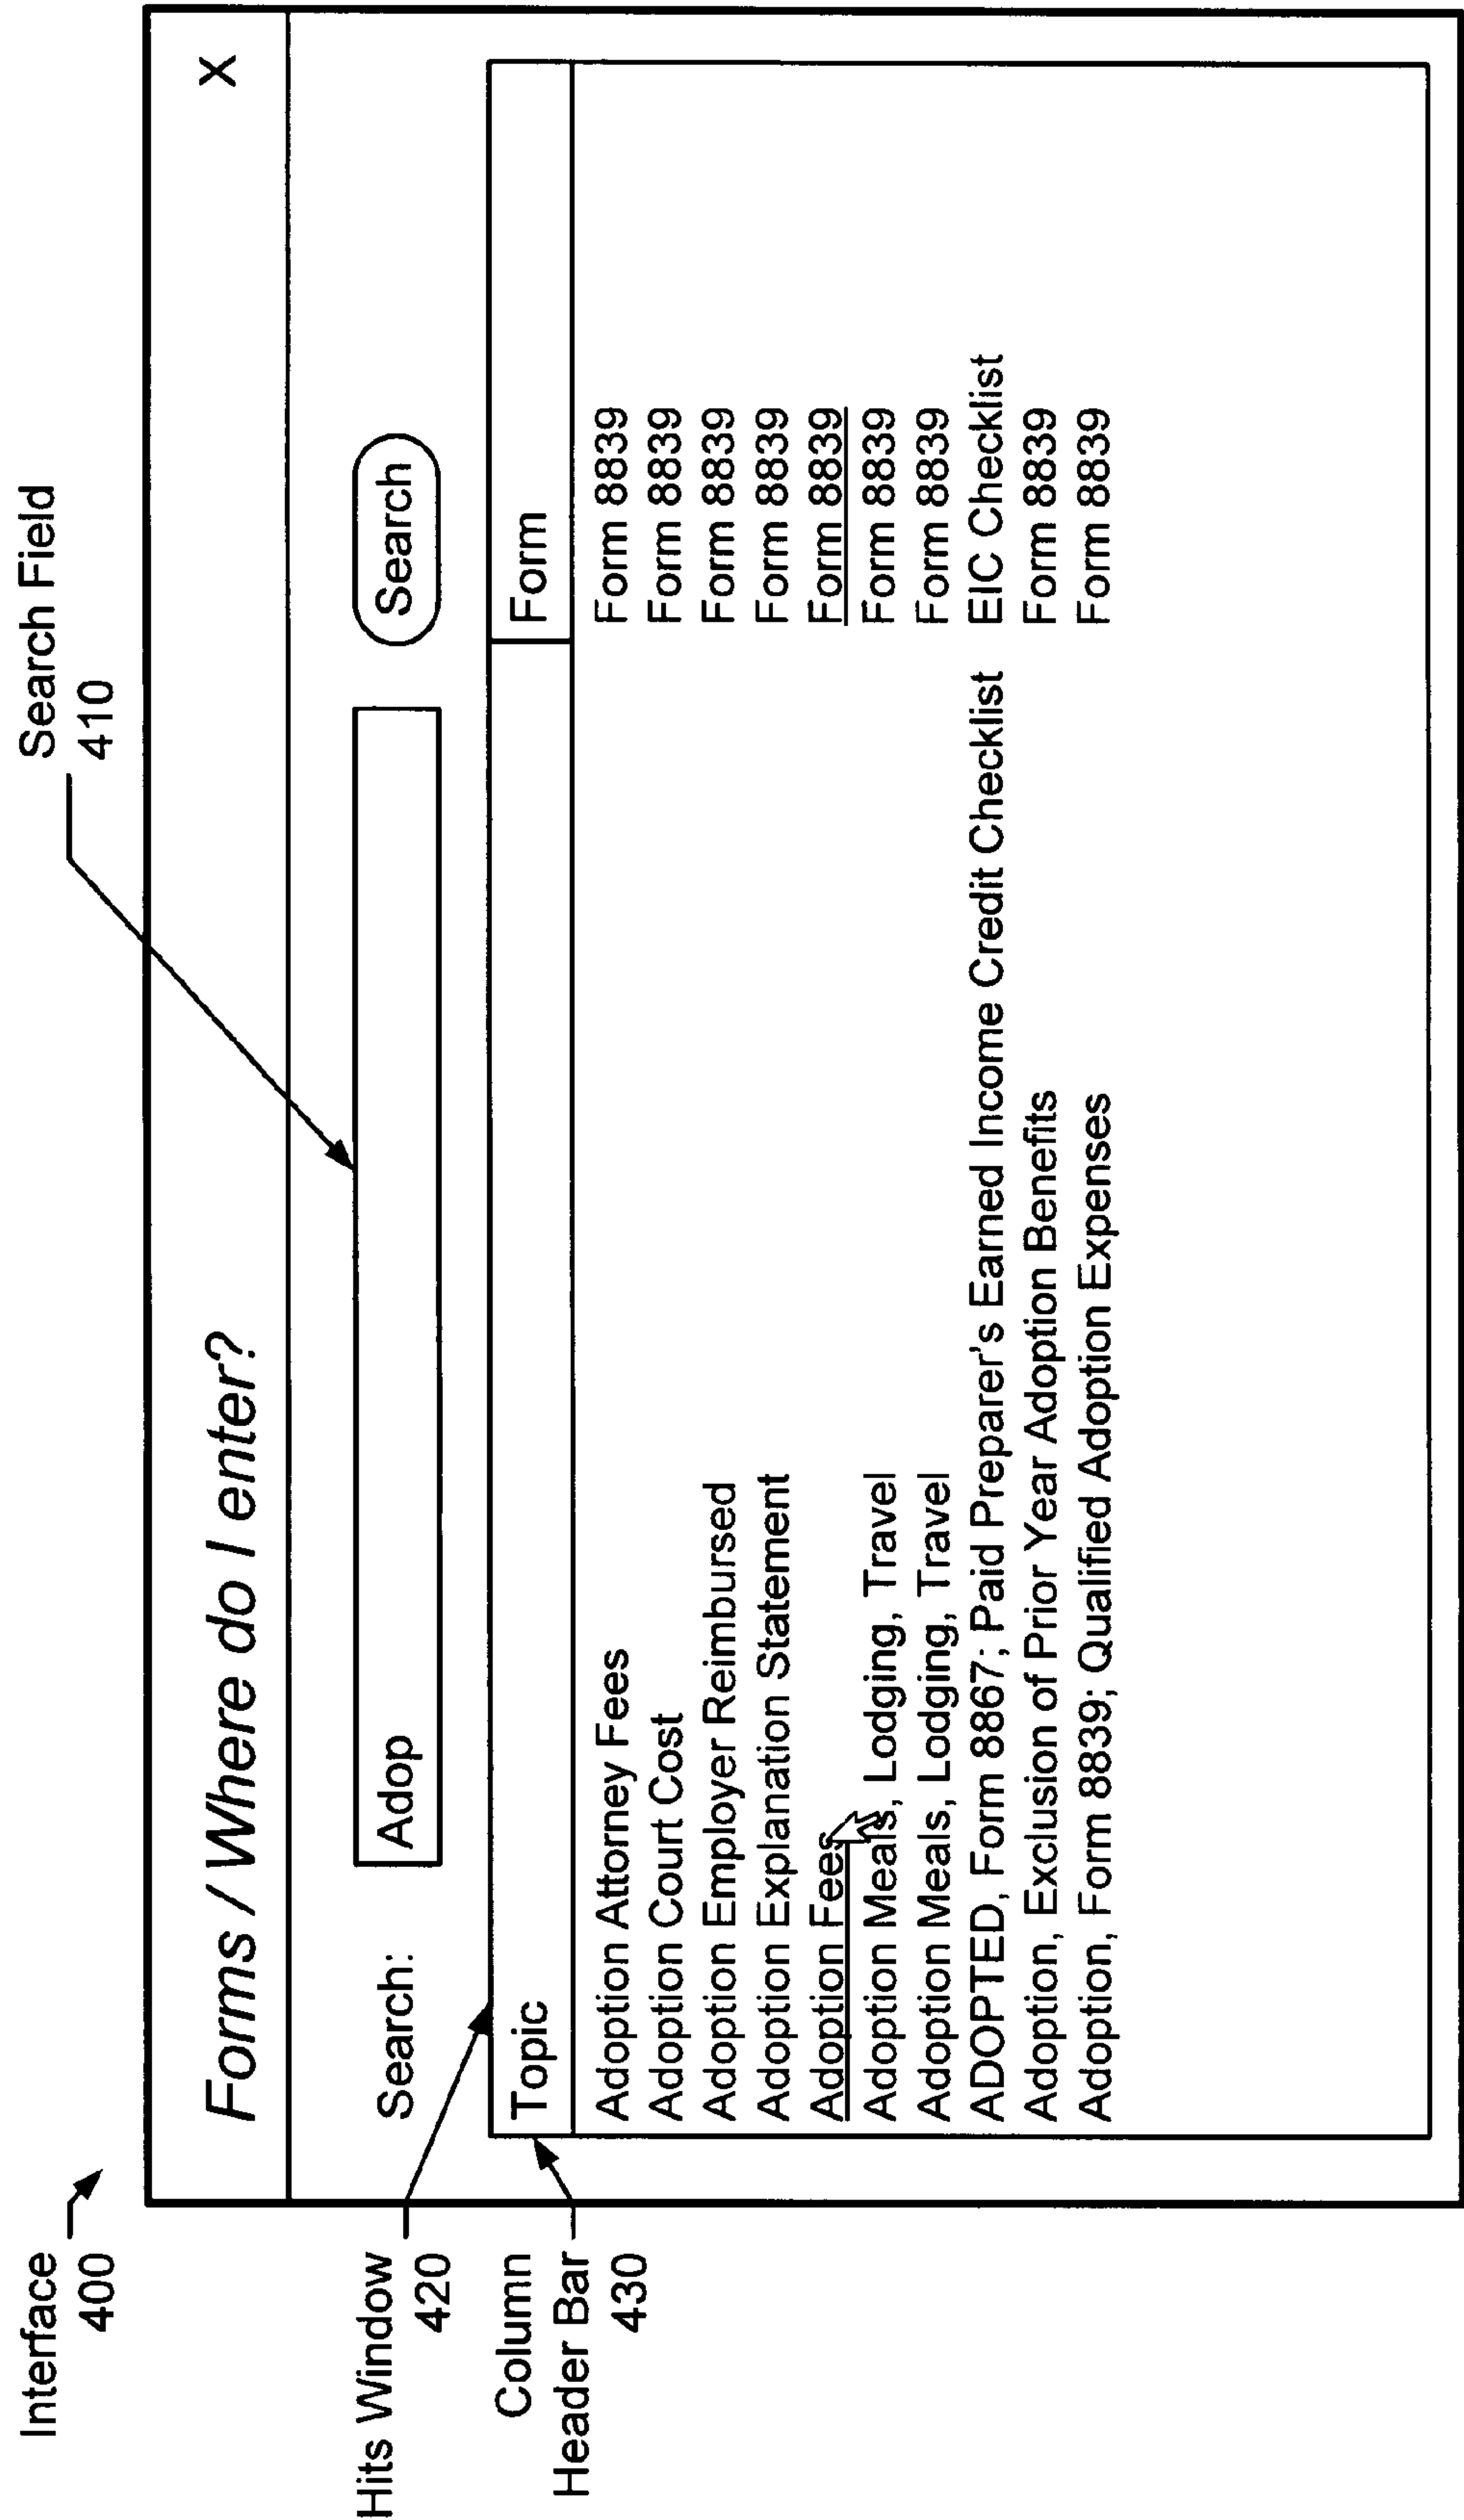 Interface
400
Search Field
410
Forms / Where do I enter? X
Hits Window
420
Search: Adop Search
Column
Header Bar
430
Topic Form
Adoption Attorney Fees Form 8839
Adoption Court Cost Form 8839
Adoption Employer Reimbursed Form 8839
Adoption Explanation Statement Form 8839
Adoption Fees Form 8839
Adoption Meals, Lodging, Travel Form 8839
Adoption Meals, Lodging, Travel Form 8839
ADOPTED, Form 8867; Paid Preparer's Earned Income Credit Checklist EIC Checklist
Adoption, Exclusion of Prior Year Adoption Benefits Form 8839
Adoption, Form 8839; Qualified Adoption Expenses Form 8839